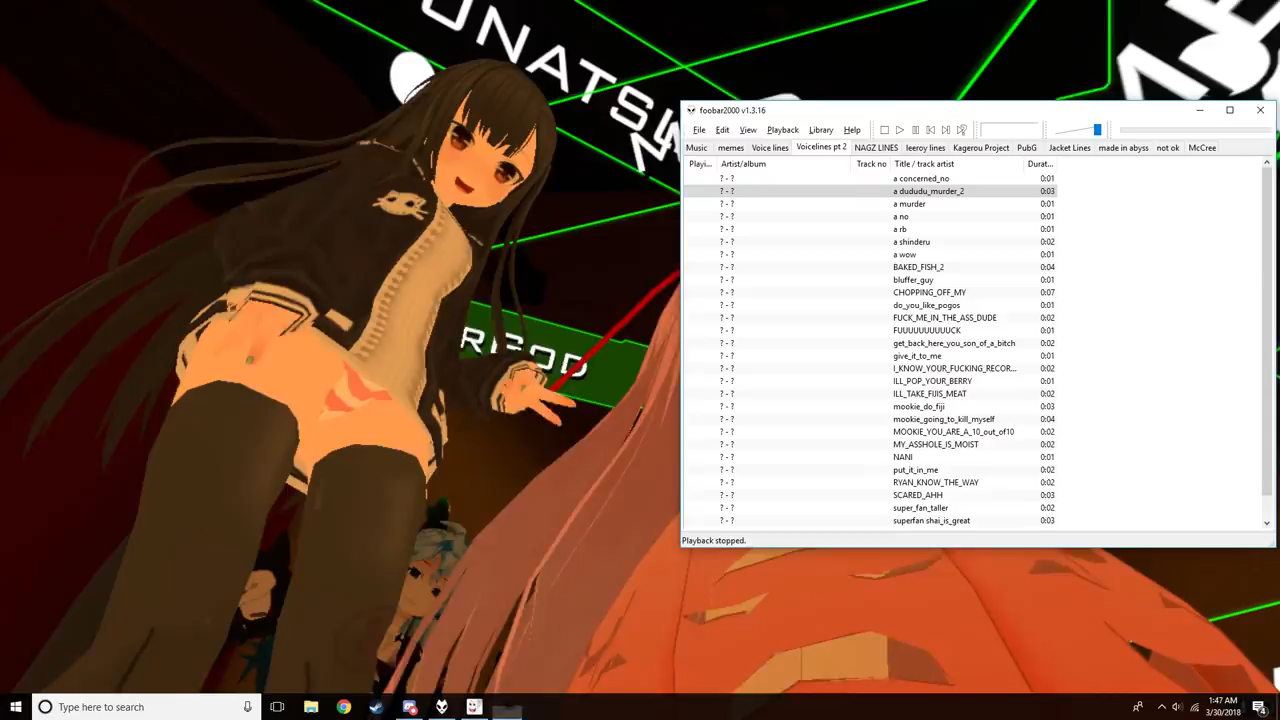 ONATSU
N
REOD
foobar2000 v1.3.16
File Edit View Playback Library Help
Music memes Voice lines Voicelines pt 2 NAGZ LINES leeroy lines Kagerou Project PubG Jacket Lines made in abyss not ok McCree
Playi... Artist/album Track no Title / track artist Durat...
? - ? a concerned_no 0:01
? - ? a dududu_murder_2 0:03
? - ? a murder 0:01
? - ? a no 0:01
? - ? a rb 0:01
? - ? a shinderu 0:02
? - ? a wow 0:01
? - ? BAKED_FISH_2 0:04
? - ? bluffer_guy 0:01
? - ? CHOPPING_OFF_MY 0:07
? - ? do_you_like_pogos 0:01
? - ? FUCK_ME_IN_THE_ASS_DUDE 0:02
? - ? FUUUUUUUUUUCK 0:01
? - ? get_back_here_you_son_of_a_bitch 0:02
? - ? give_it_to_me 0:01
? - ? I_KNOW_YOUR_FUCKING_RECOR... 0:02
? - ? ILL_POP_YOUR_BERRY 0:01
? - ? ILL_TAKE_FIJIS_MEAT 0:02
? - ? mookie_do_fiji 0:03
? - ? mookie_going_to_kill_myself 0:04
? - ? MOOKIE_YOU_ARE_A_10_out_of10 0:02
? - ? MY_ASSHOLE_IS_MOIST 0:02
? - ? NANI 0:01
? - ? put_it_in_me 0:02
? - ? RYAN_KNOW_THE_WAY 0:02
? - ? SCARED_AHH 0:03
? - ? super_fan_taller 0:02
? - ? superfan shai_is_great 0:03
Playback stopped.
Type here to search
1:47 AM
3/30/2018
4